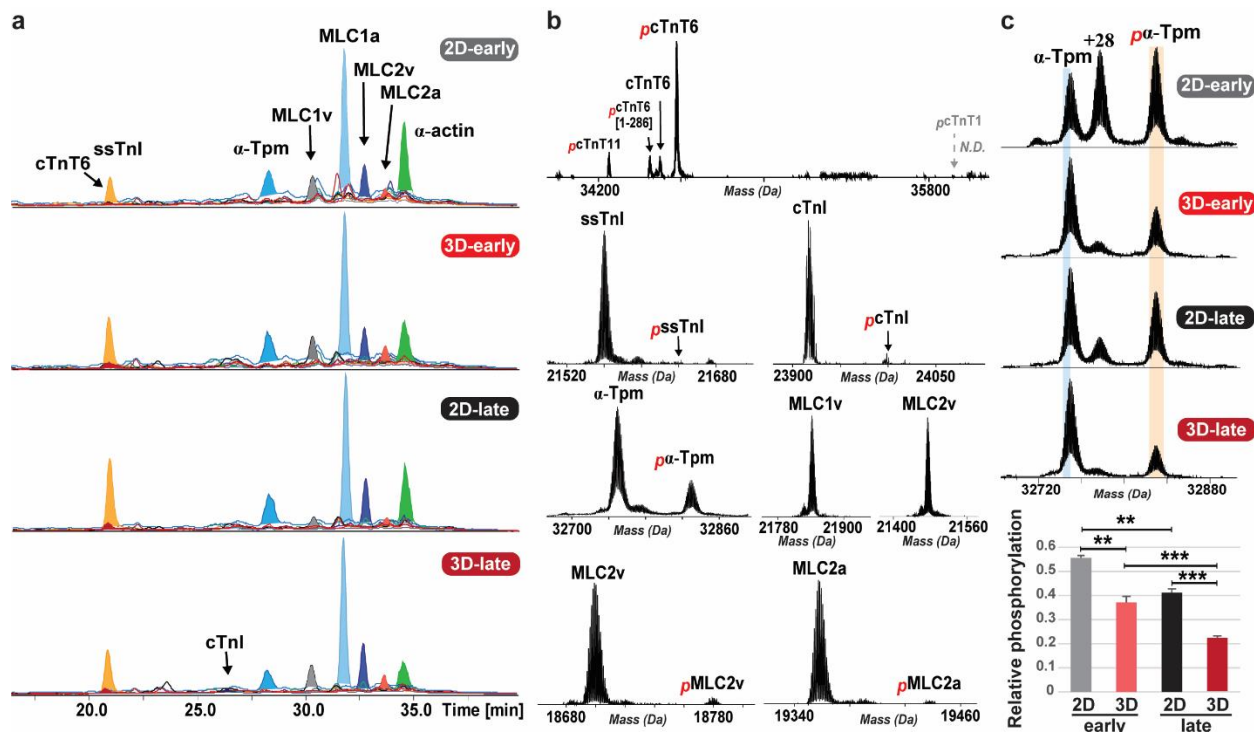 a
2D-early
cTnT6
ssTnI
α-Tpm
MLC1v
MLC1a
MLC2v
MLC2a
α-actin
3D-early
2D-late
3D-late
cTnI
20.0 25.0 30.0 35.0 Time [min]
b
pcTnT6
cTnT6
pcTnT6
[1-286]
pcTnT11
pcTnT1
N.D.
34200 Mass (Da) 35800
ssTnI
cTnI
pssTnI
pcTnI
21520 Mass (Da) 21680
23900 Mass (Da) 24050
α-Tpm
pα-Tpm
MLC1v
MLC2v
32700 Mass (Da) 32860
21780 Mass (Da) 21900
21400 Mass (Da) 21560
MLC2v
MLC2a
pMLC2v
pMLC2a
18680 Mass (Da) 18780
19340 Mass (Da) 19460
c
α-Tpm
+28
pα-Tpm
2D-early
3D-early
2D-late
3D-late
32720 Mass (Da) 32880
Relative phosphorylation
0.6
0.5
0.4
0.3
0.2
0.1
0
**
**
***
***
2D 3D 2D 3D
early late